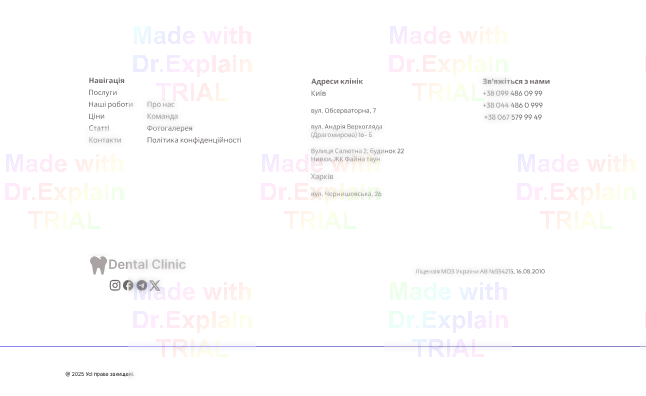 Made with Made with
Dr.Explain Dr.Explain
TRIAL TRIAL
Навігація
Послуги
Наші роботи
Ціни
Статті
Контакти
Про нас
Команда
Фотогалерея
Політика конфіденційності
Адреси клінік
Київ
вул. Обсерваторна, 7
вул. Андрія Верхогляда
(Драгомирова) 16- Б
Вулиця Салютна 2, будинок 22
ЖК Файна таун
Харків
вул. Чернишевська, 26
Зв'яжіться з нами
+38 099 486 09 99
+38 044 486 0 999
+38 067 579 99 49
Made with Made with Made with
Dr.Explain Dr.Explain Dr.Explain
TRIAL TRIAL TRIAL
Dental Clinic
Ліцензія МОЗ України АВ 16.08.2010
Made with Made with
Dr.Explain Dr.Explain
TRIAL TRIAL
@ 2025 Усі права захищені